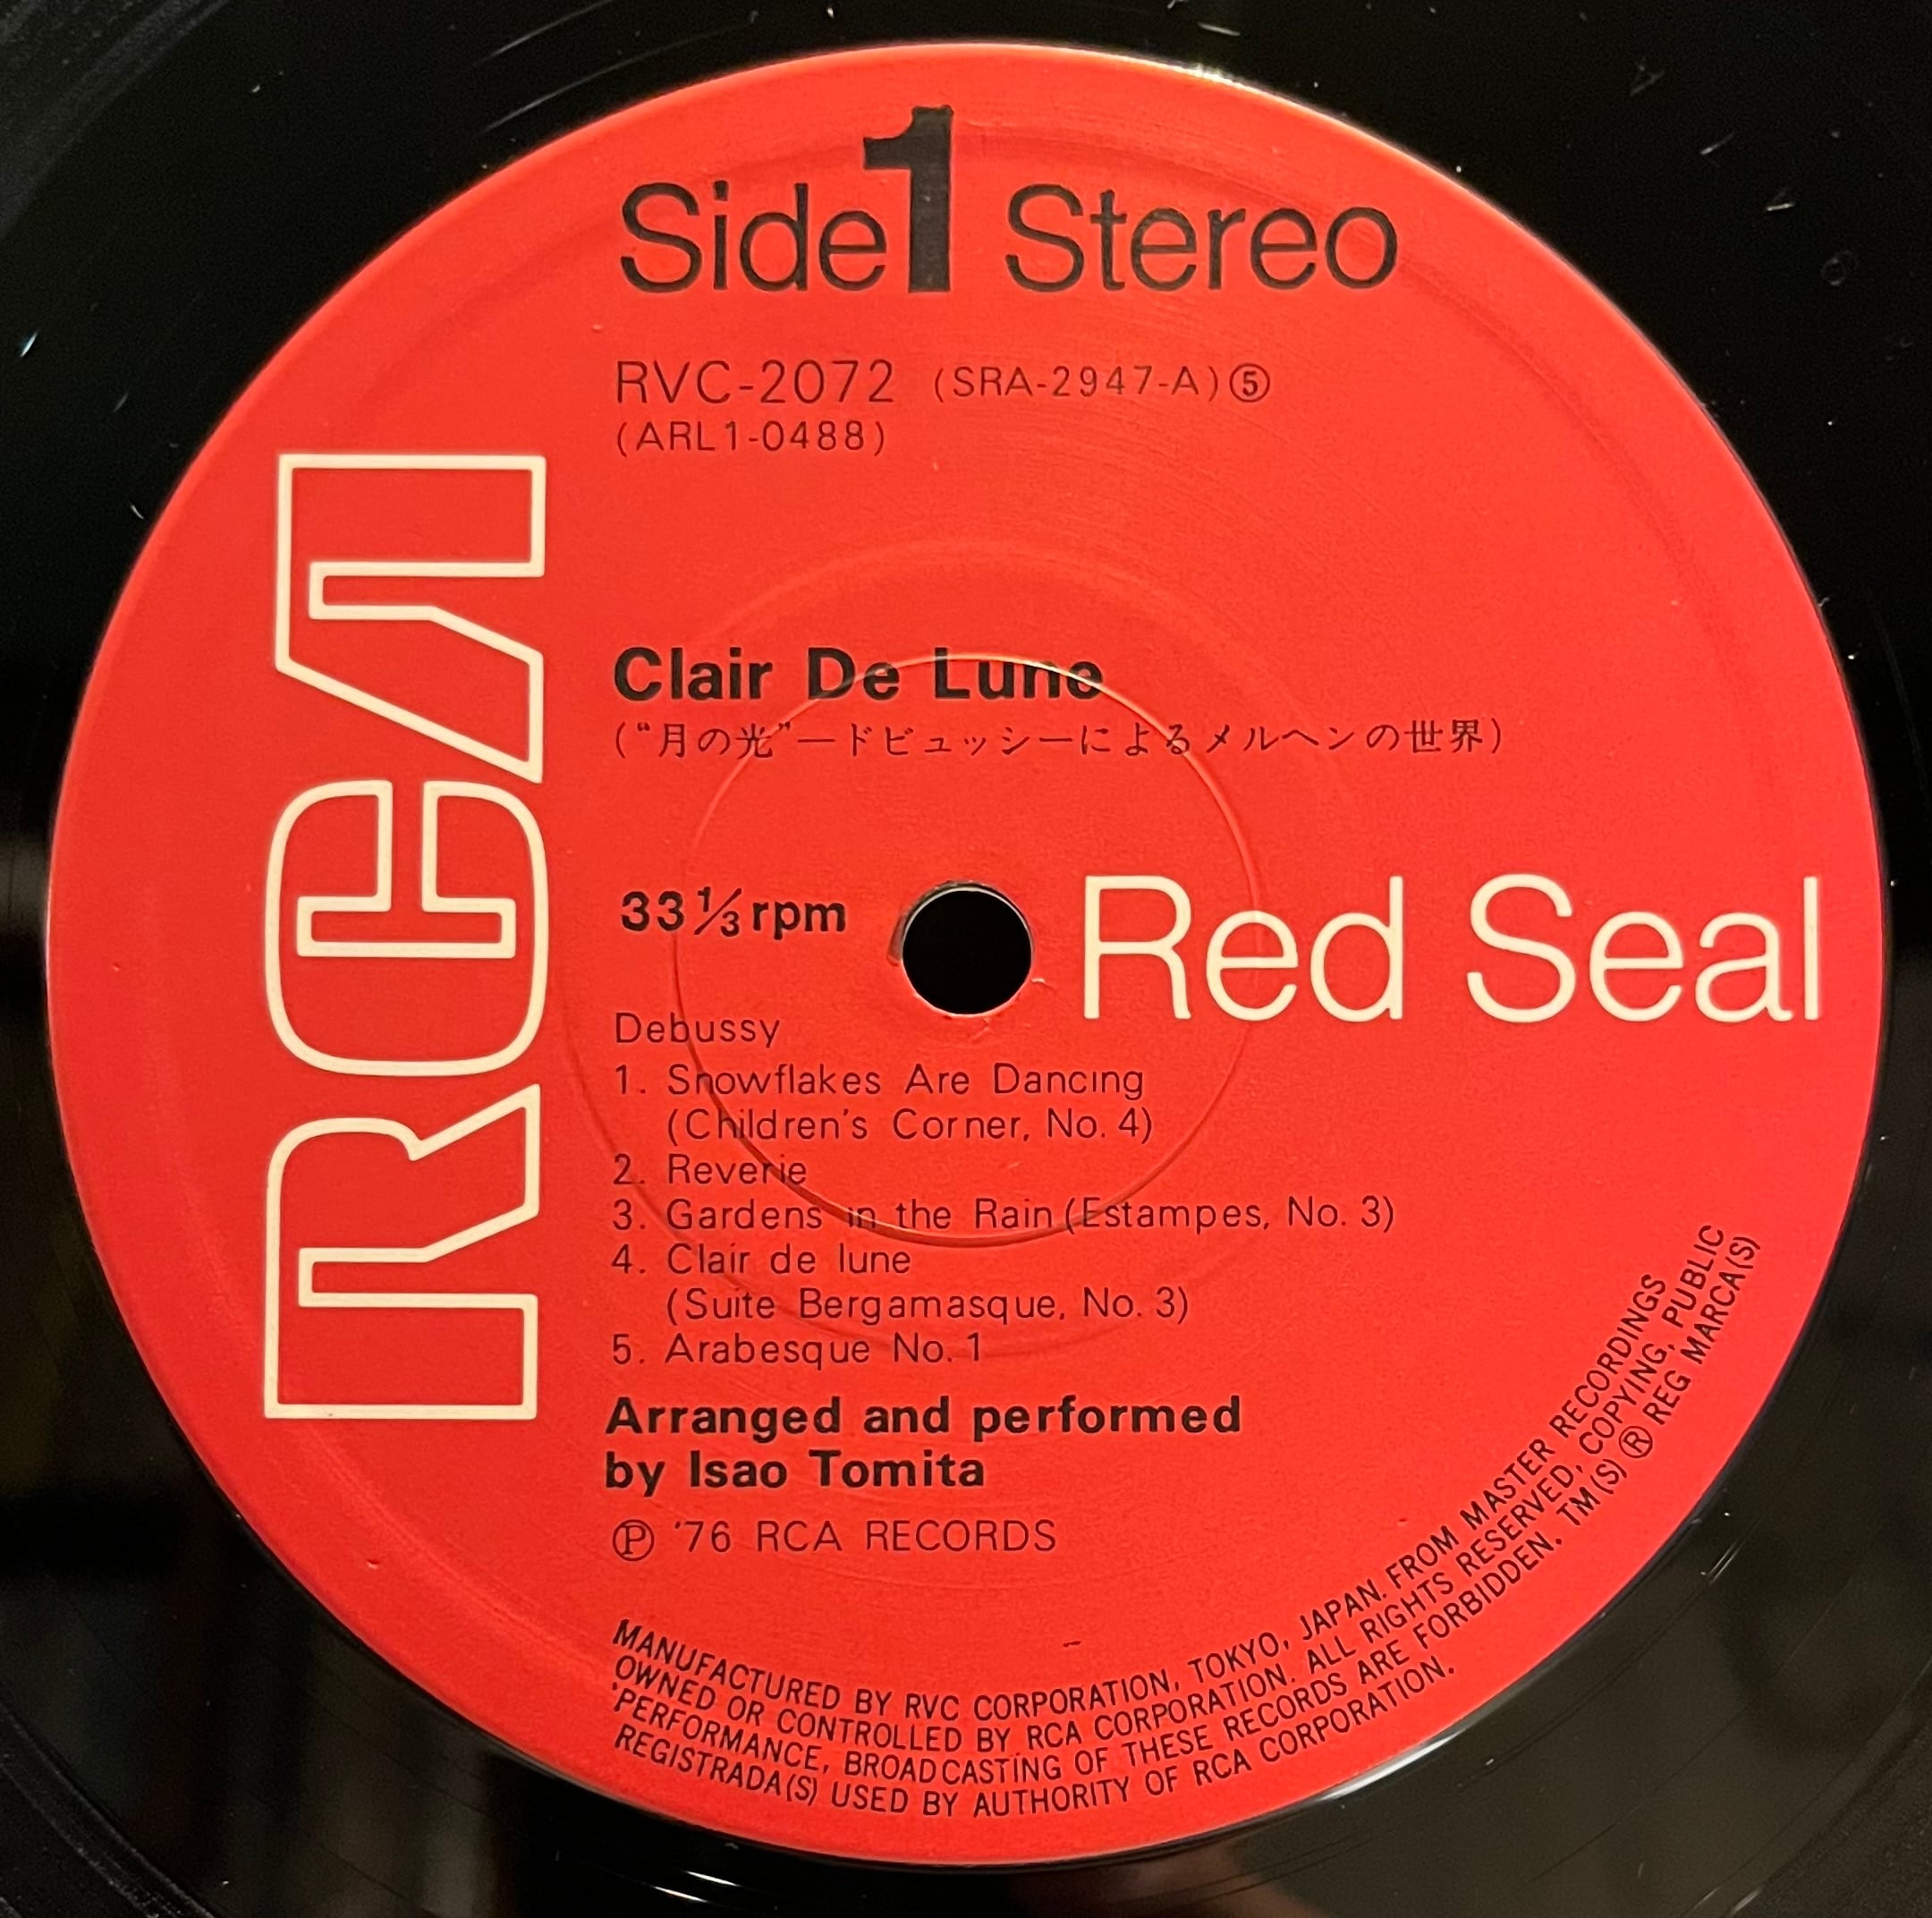 Side 1 Stereo
RVC-2072 (SRA-2947-A)⑤
(ARL1-0488)
RCA
Clair De Lune
(“月の光”—ドビュッシーによるメルヘンの世界)
33 1/3 rpm
Red Seal
Debussy
1. Snowflakes Are Dancing
(Children's Corner, No. 4)
2. Reverie
3. Gardens in the Rain (Estampes, No. 3)
4. Clair de lune
(Suite Bergamasque, No. 3)
5. Arabesque No. 1
Arranged and performed
by Isao Tomita
℗ '76 RCA RECORDS
MANUFACTURED BY RVC CORPORATION, TOKYO, JAPAN. FROM MASTER RECORDINGS
OWNED OR CONTROLLED BY RCA CORPORATION. ALL RIGHTS RESERVED, COPYING, PUBLIC
PERFORMANCE, BROADCASTING OF THESE RECORDS ARE FORBIDDEN. TM(S) ® REG MARCA(S)
REGISTRADA(S) USED BY AUTHORITY OF RCA CORPORATION.